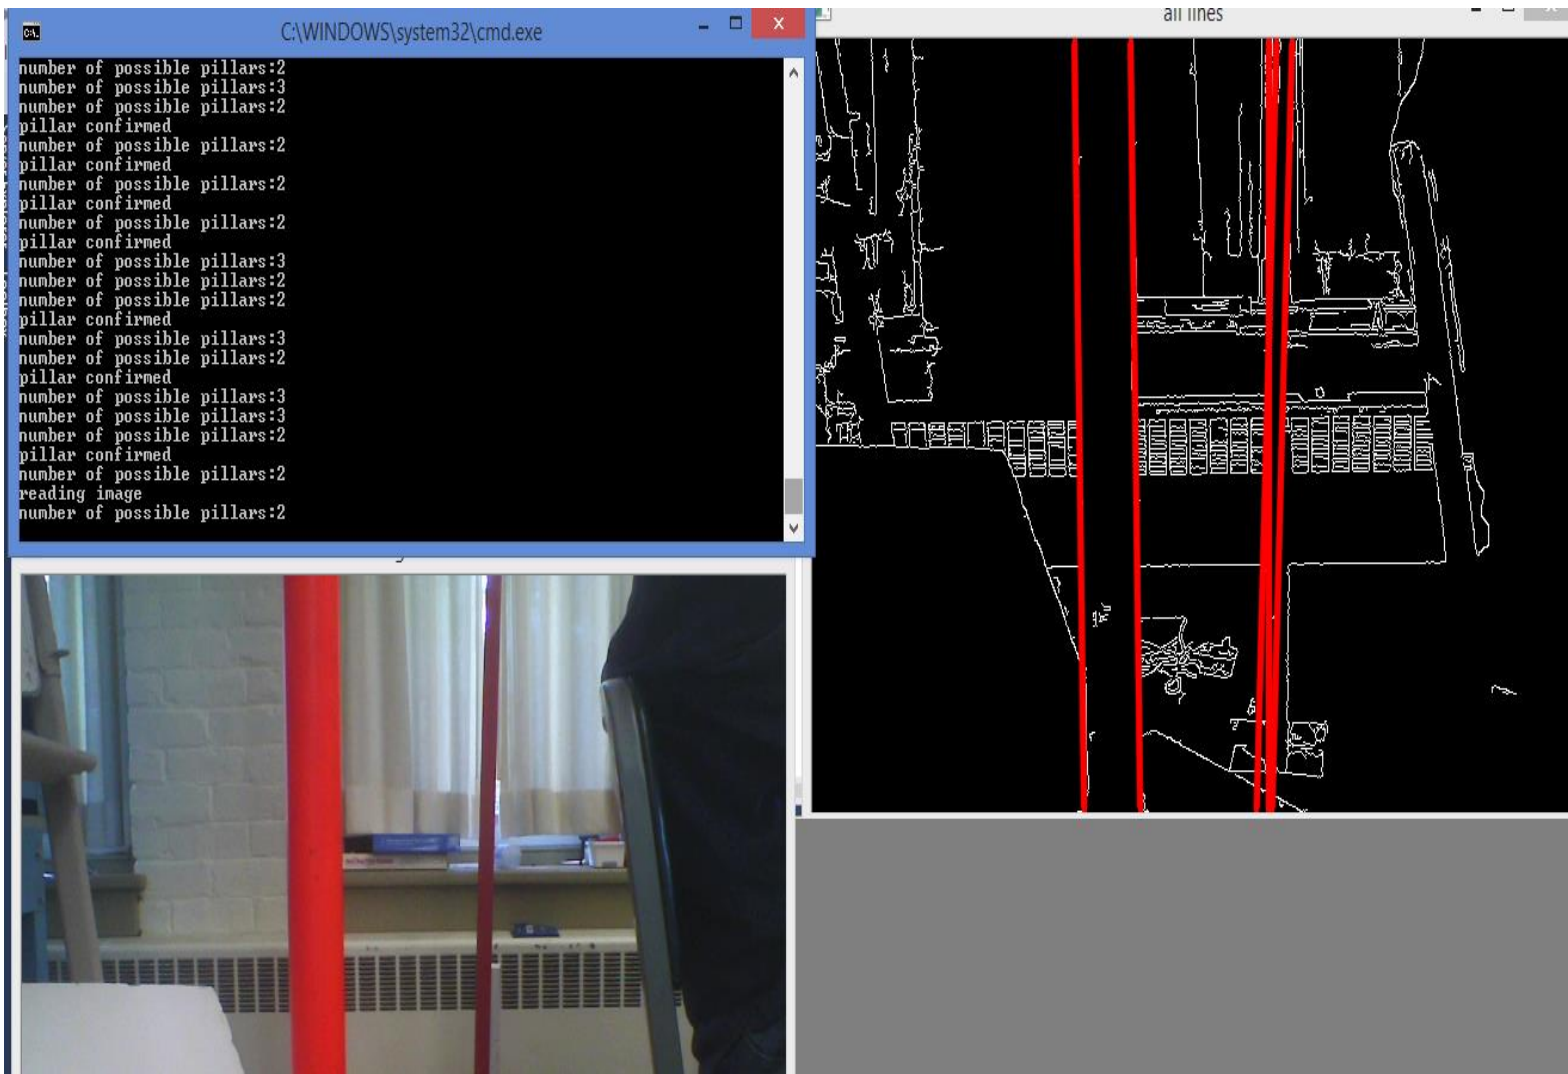 C:\WINDOWS\system32\cmd.exe
number of possible pillars:2
number of possible pillars:3
number of possible pillars:2
pillar confirmed
number of possible pillars:2
pillar confirmed
number of possible pillars:2
pillar confirmed
number of possible pillars:2
pillar confirmed
number of possible pillars:3
number of possible pillars:2
number of possible pillars:2
pillar confirmed
number of possible pillars:3
number of possible pillars:2
pillar confirmed
number of possible pillars:3
number of possible pillars:3
number of possible pillars:2
pillar confirmed
number of possible pillars:2
reading image
number of possible pillars:2
all lines